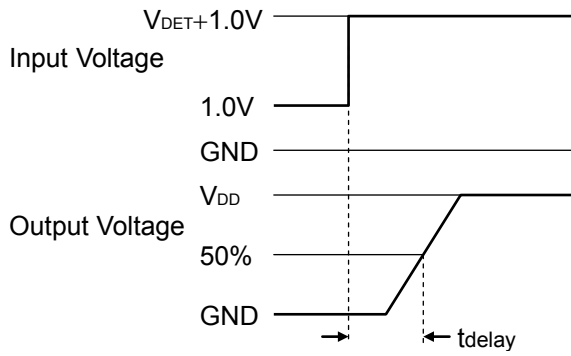 VDET+1.0V
Input Voltage
1.0V
GND
VDD
Output Voltage
50%
GND
tdelay